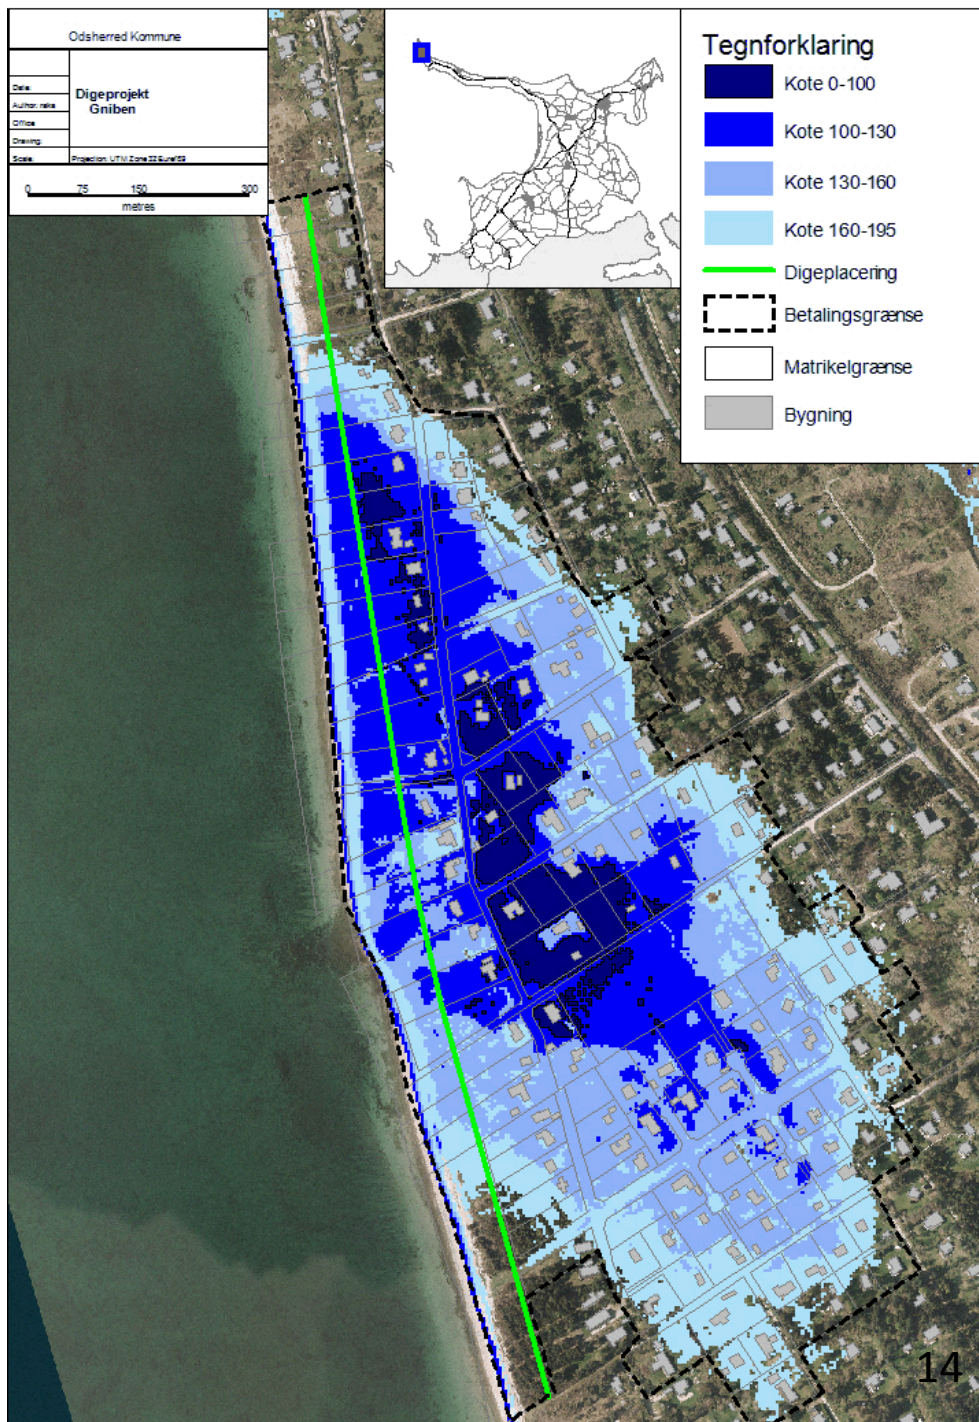 Odsherred Kommune
Date:
Author: neke
Office:
Drawing:
Scale:
Digeprojekt
Gniben
Projection: UTM Zone 32 Euref89
0 75 150 300
metres
Tegnforklaring
Kote 0-100
Kote 100-130
Kote 130-160
Kote 160-195
Digeplacering
Betalingsgrænse
Matrikelgrænse
Bygning
14